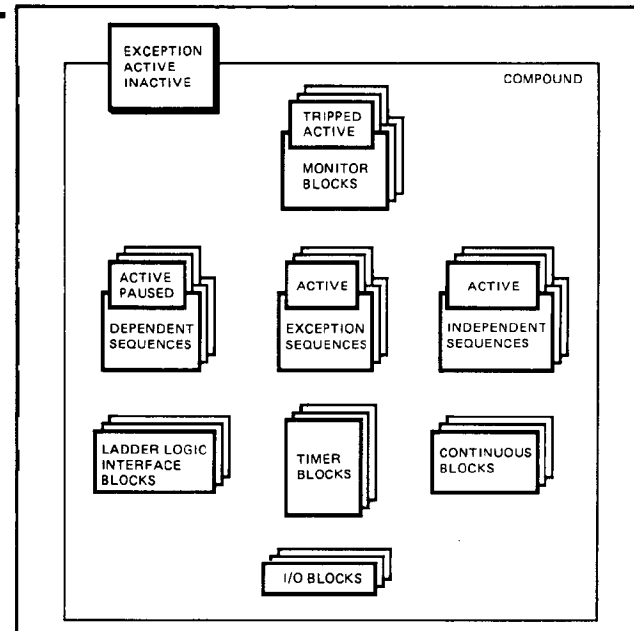 EXCEPTION
ACTIVE
INACTIVE
COMPOUND
TRIPPED
ACTIVE
MONITOR
BLOCKS
ACTIVE
PAUSED
DEPENDENT
SEQUENCES
ACTIVE
EXCEPTION
SEQUENCES
ACTIVE
INDEPENDENT
SEQUENCES
LADDER LOGIC
INTERFACE
BLOCKS
TIMER
BLOCKS
CONTINUOUS
BLOCKS
I/O BLOCKS